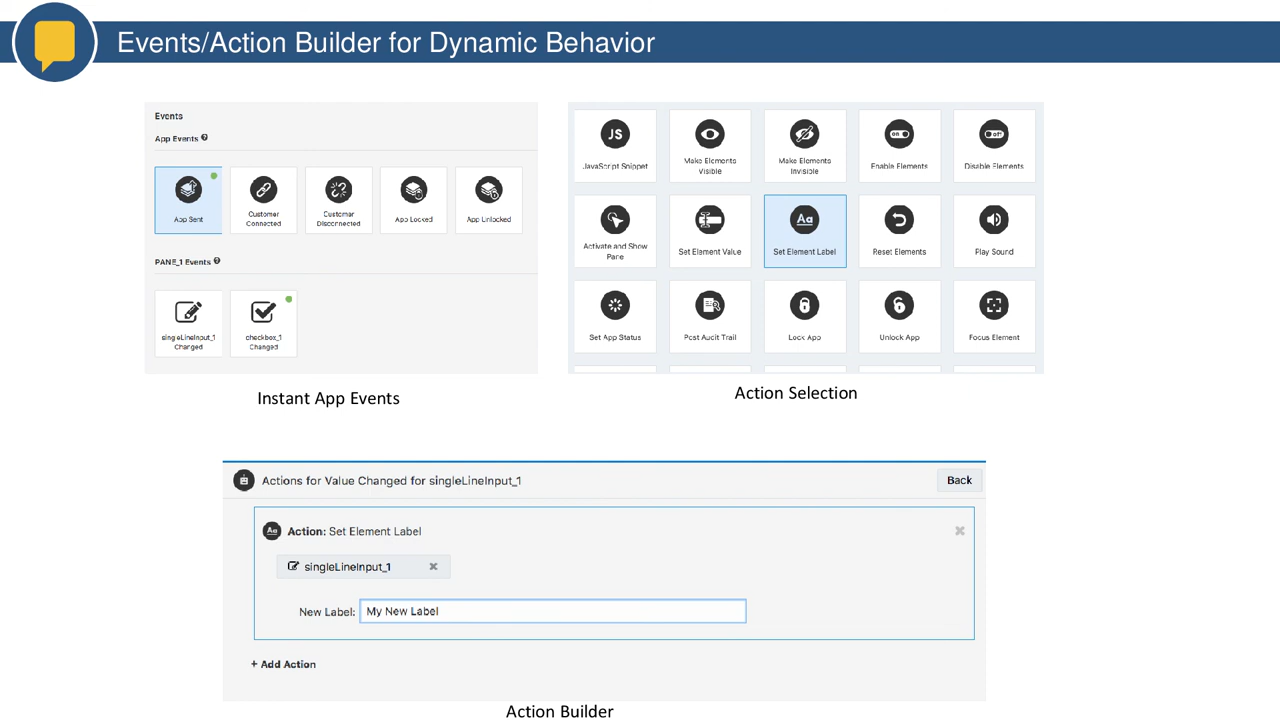 Events/Action Builder for Dynamic Behavior
Events
App Events
App Sent
Customer
Connected
Customer
Disconnected
App Locked
App Unlocked
PANE_1 Events
singleLineInput_1
Changed
checkbox_1
Changed
Instant App Events
JS
JavaScript Snippet
Make Elements
Visible
Make Elements
Invisible
on
Enable Elements
off
Disable Elements
Activate and Show
Pane
Set Element Value
Aa
Set Element Label
Reset Elements
Play Sound
Set App Status
Post Audit Trail
Lock App
Unlock App
Focus Element
Action Selection
Actions for Value Changed for singleLineInput_1
Back
Aa
Action: Set Element Label
singleLineInput_1
New Label: My New Label
+ Add Action
Action Builder